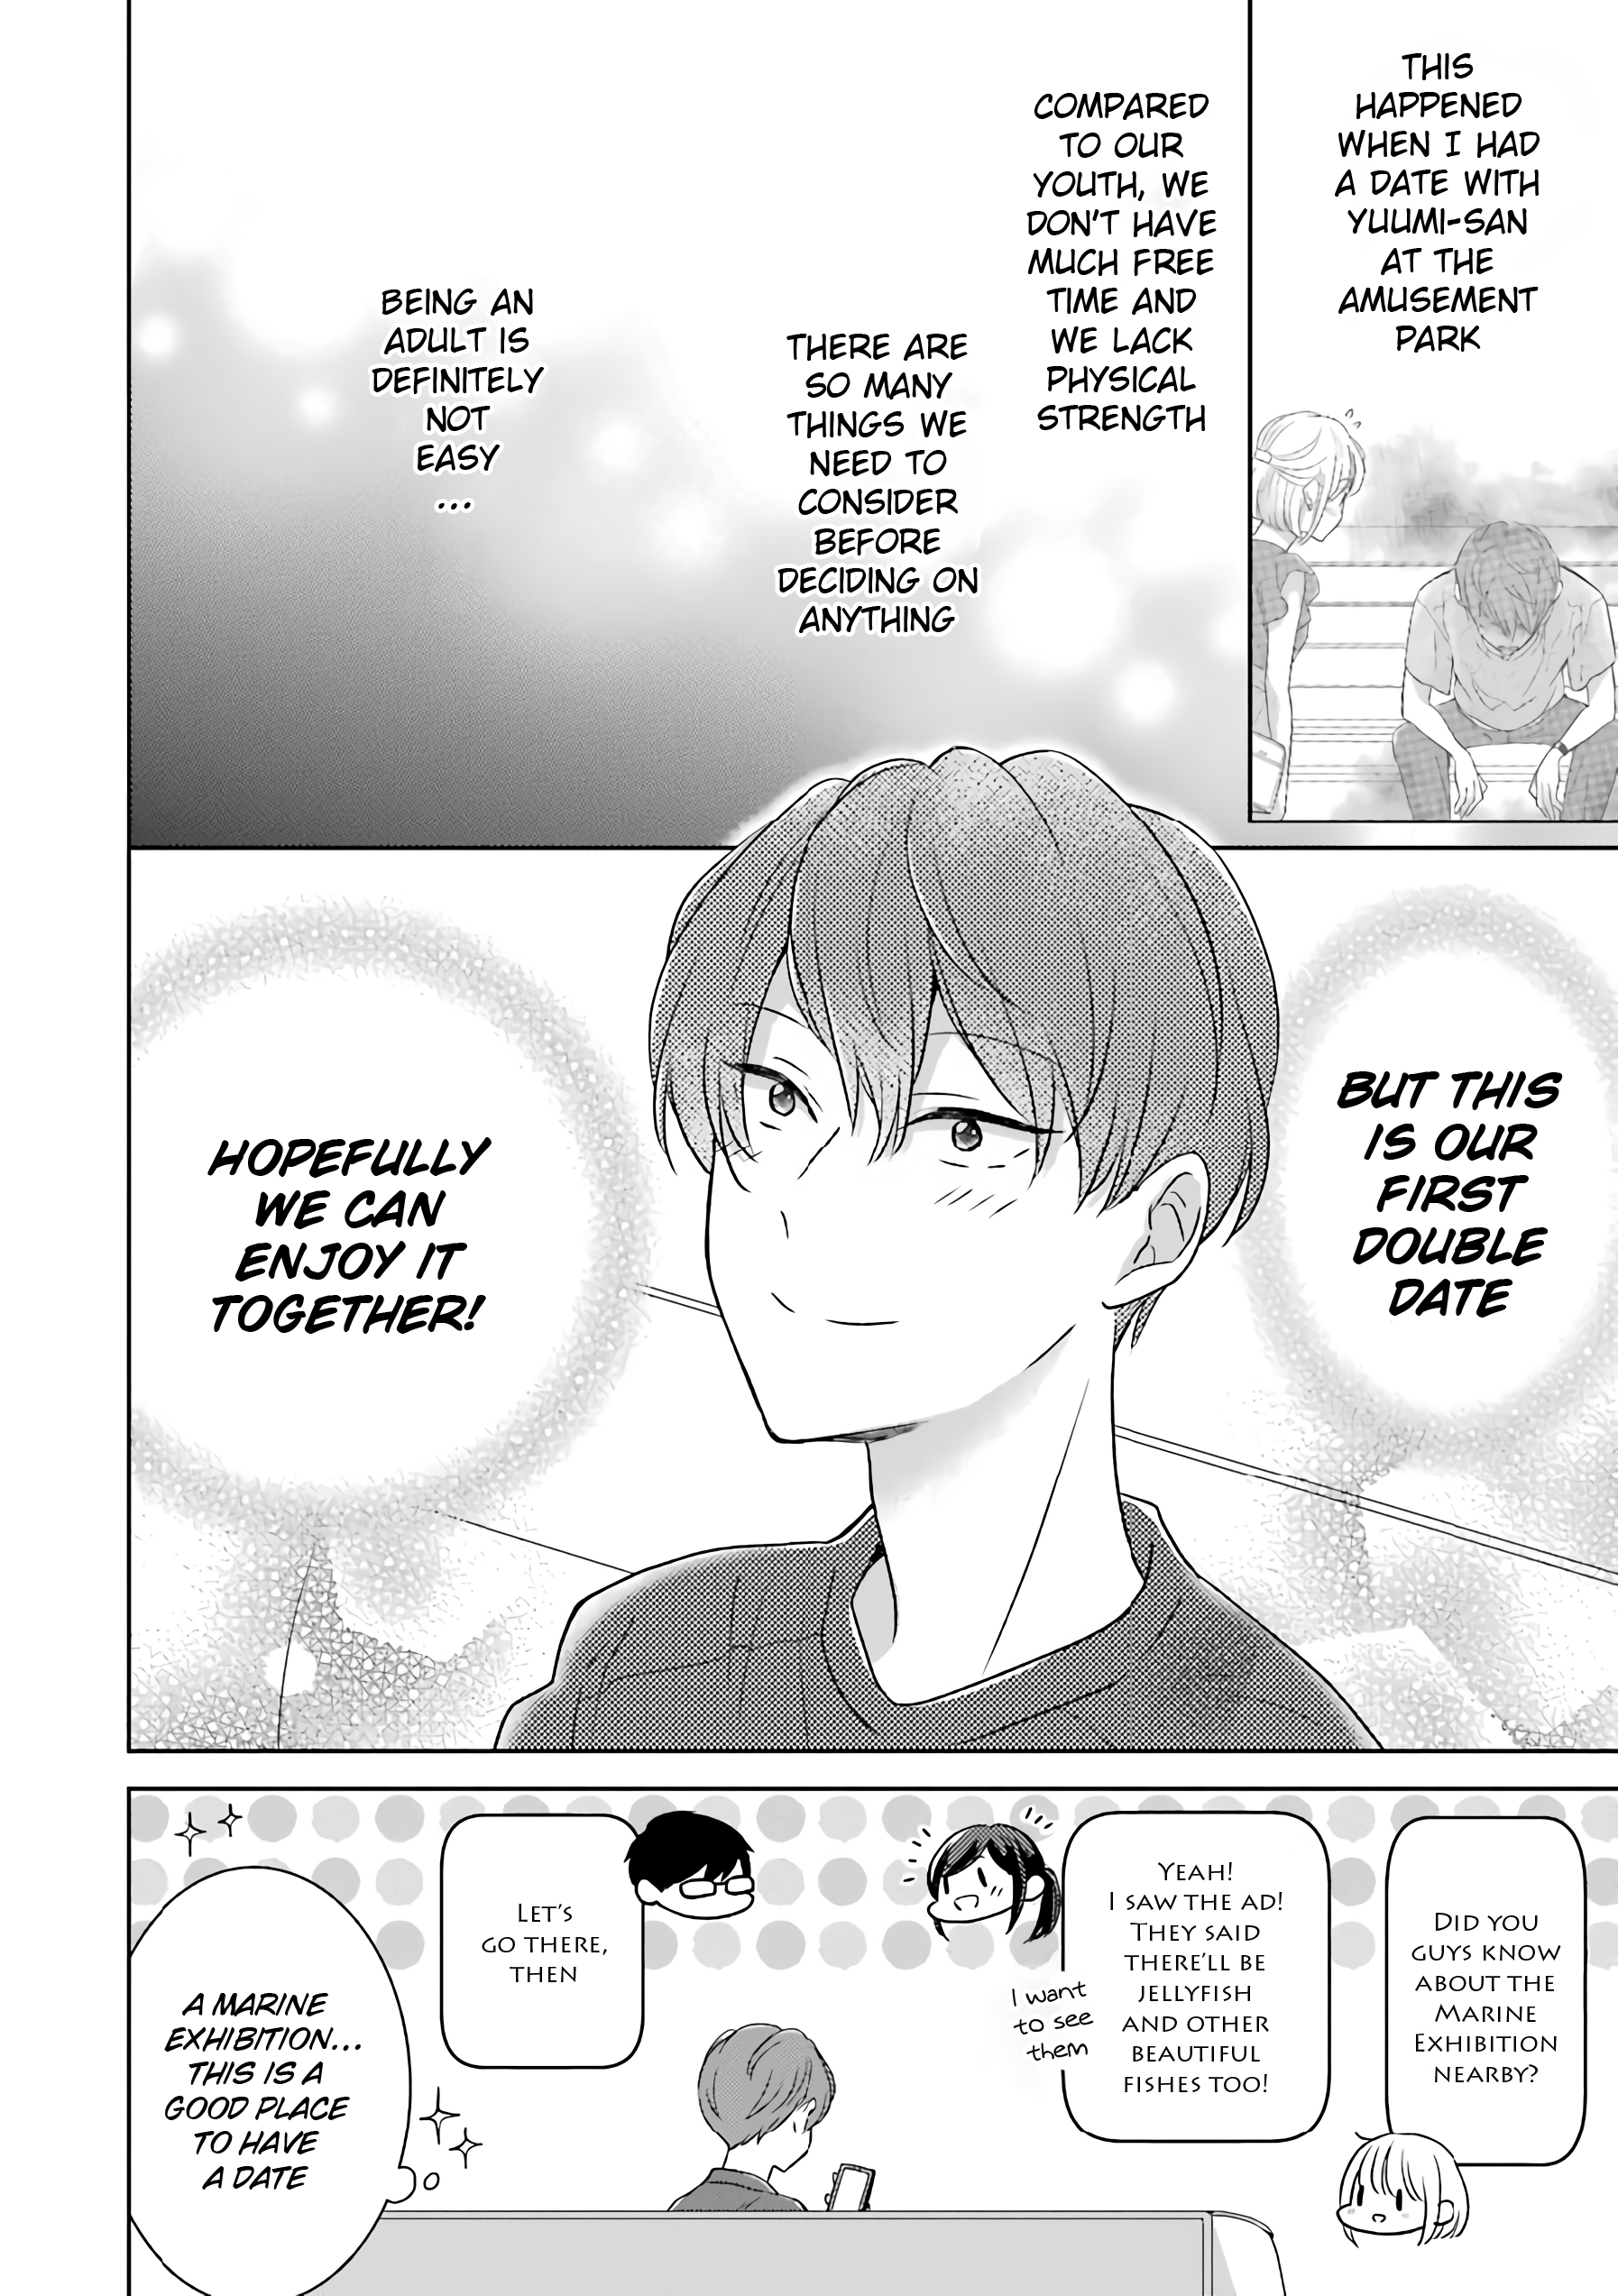 THIS
HAPPENED
WHEN I HAD
A DATE WITH
YUUMI-SAN
AT THE
AMUSEMENT
PARK
COMPARED
TO OUR
YOUTH, WE
DON'T HAVE
MUCH FREE
TIME AND
WE LACK
PHYSICAL
STRENGTH
THERE ARE
SO MANY
THINGS WE
NEED TO
CONSIDER
BEFORE
DECIDING ON
ANYTHING
BEING AN
ADULT IS
DEFINITELY
NOT
EASY
...
BUT THIS
IS OUR
FIRST
DOUBLE
DATE
HOPEFULLY
WE CAN
ENJOY IT
TOGETHER!
DID YOU
GUYS KNOW
ABOUT THE
MARINE
EXHIBITION
NEARBY?
YEAH!
I SAW THE AD!
THEY SAID
THERE'LL BE
JELLYFISH
AND OTHER
BEAUTIFUL
FISHES TOO!
I want
to see
them
LET'S
GO THERE,
THEN
A MARINE
EXHIBITION...
THIS IS A
GOOD PLACE
TO HAVE
A DATE